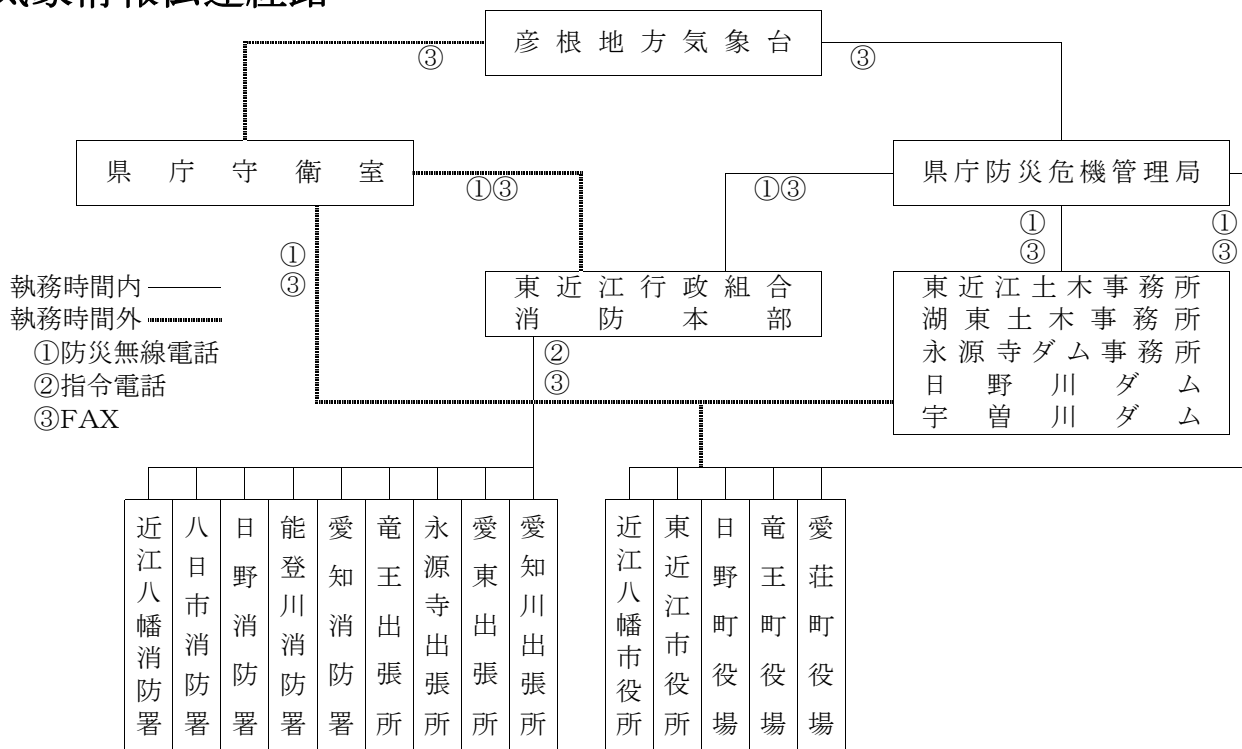 気象情報伝達経路
彦根地方気象台
③
③
県庁守衛室
県庁防災危機管理局
①③
①③
①
③
①
③
①
③
執務時間内
執務時間外
①防災無線電話
②指令電話
③FAX
東近江行政組合
消防本部
東近江土木事務所
湖東土木事務所
永源寺ダム事務所
日野川ダム
宇曽川ダム
②
③
近江八幡消防署
八日市消防署
日野消防署
能登川消防署
愛知消防署
竜王出張所
永源寺出張所
愛東出張所
愛知川出張所
近江八幡市役所
東近江市役所
日野町役場
竜王町役場
愛荘町役場